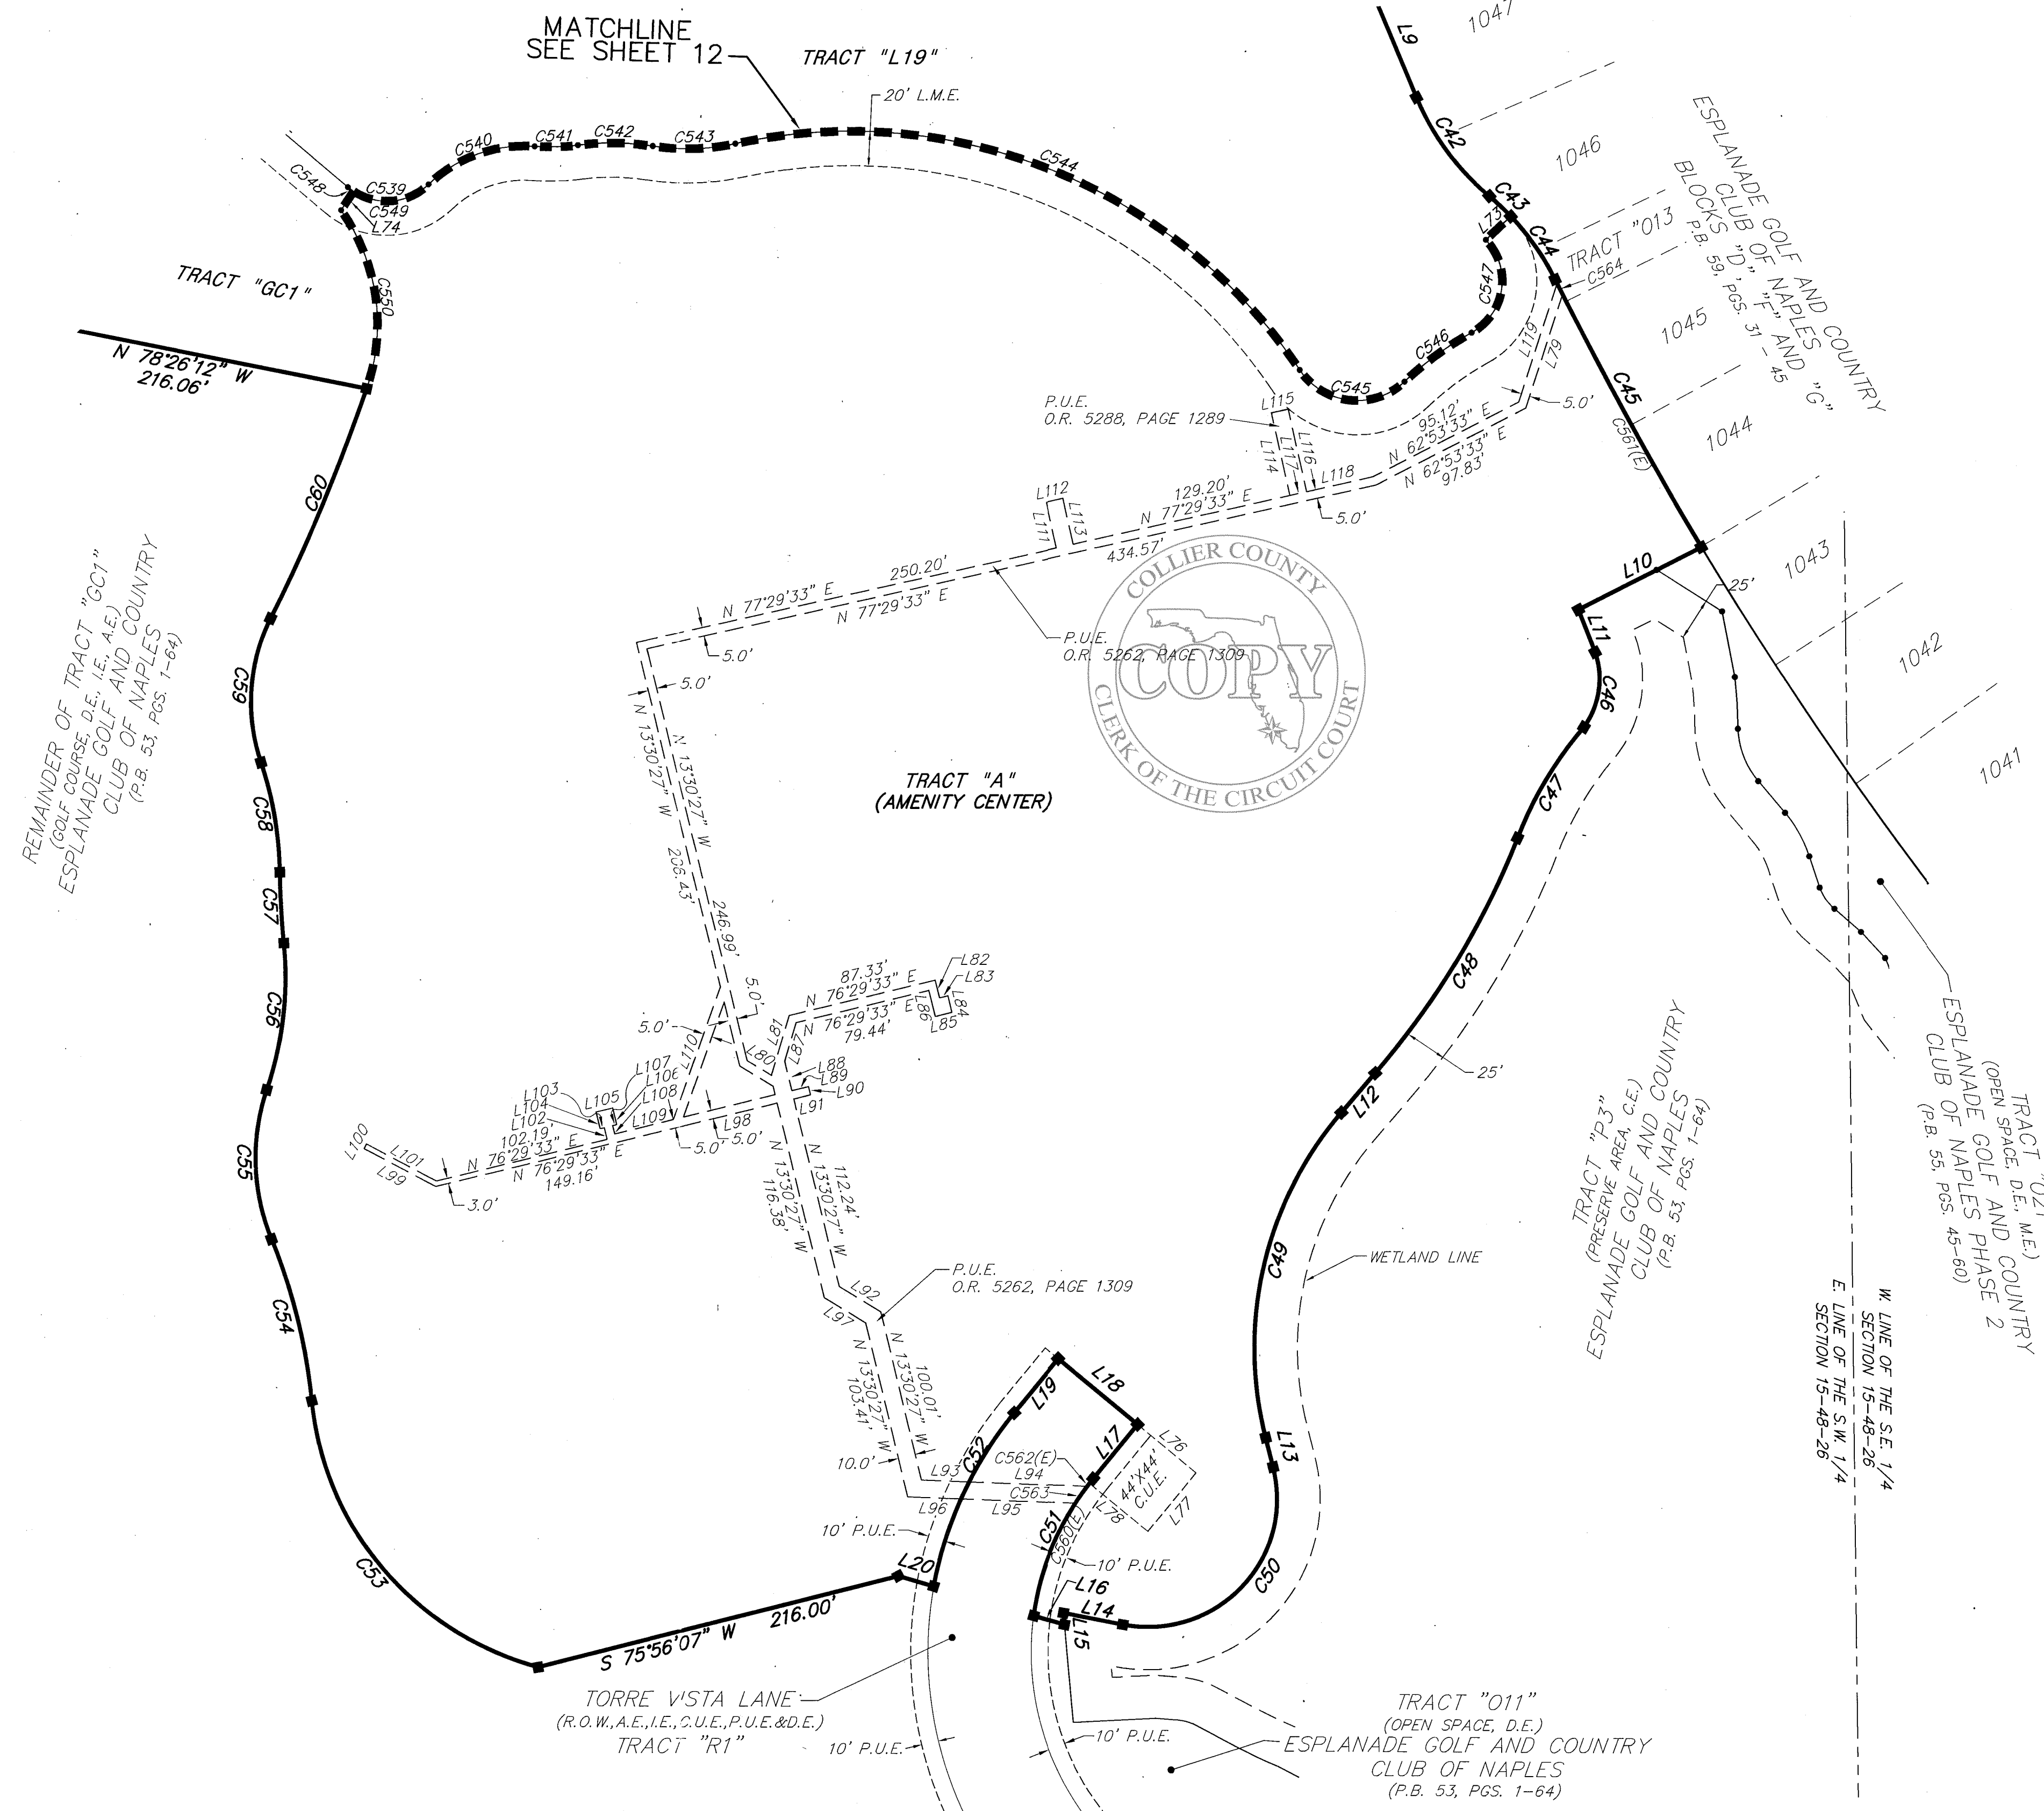 MATCHLINE
SEE SHEET 12
TRACT "L19"
20' L.M.E.
L9
1047
C42
1046
C43
L73
C44
TRACT "O13
C564
ESPLANADE GOLF AND COUNTRY
CLUB OF NAPLES
BLOCKS "D", "F" AND "G"
P.B. 59, PGS. 31 - 45
C540
C541
C542
C543
C544
C548
C539
C549
L74
C550
TRACT "GC1"
N 78°26'12" W
216.06'
C547
C546
C545
L119
L79
5.0'
1045
C45
C561(E)
1044
P.U.E.
O.R. 5288, PAGE 1289
L115
L114
L117
L116
L118
95.12'
N 62°53'33" E
N 62°53'33" E
97.83'
129.20'
N 77°29'33" E
5.0'
L112
L111
L113
434.57'
250.20'
N 77°29'33" E
N 77°29'33" E
5.0'
5.0'
P.U.E.
O.R. 5262, PAGE 1309
COLLIER COUNTY
COPY
CLERK OF THE CIRCUIT COURT
C60
REMAINDER OF TRACT "GC1"
(GOLF COURSE, D.E., I.E., A.E.)
ESPLANADE GOLF AND COUNTRY
CLUB OF NAPLES
(P.B. 53, PGS. 1-64)
C59
C58
C57
C56
C55
C54
C53
L10
L11
25'
1043
1042
1041
C46
C47
C48
25'
L12
C49
N 13°30'27" W
206.43'
N 13°30'27" W
246.99'
TRACT "A"
(AMENITY CENTER)
87.33'
N 76°29'33" E
N 76°29'33" E
79.44'
L82
L83
L84
L85
L86
5.0'
5.0'
L110
L80
L81
L87
L88
L89
L90
L91
L98
L107
L106
L108
L103
L104
L105
L102
L109
102.19'
N 76°29'33" E
N 76°29'33" E
149.16'
5.0'
5.0'
3.0'
L100
L101
L99
N 13°30'27" W
116.38'
112.24'
N 13°30'27" W
P.U.E.
O.R. 5262, PAGE 1309
L92
L97
N 13°30'27" W
103.41'
100.01'
N 13°30'27" W
10.0'
L93
L94
L95
L96
C562(E)
C563
C560(E)
L19
L18
L17
C52
C51
L76
L77
L78
44'X44'
C.U.E.
10' P.U.E.
10' P.U.E.
L20
L16
L15
L14
L13
C50
WETLAND LINE
TRACT "P3"
(PRESERVE AREA, C.E.)
ESPLANADE GOLF AND COUNTRY
CLUB OF NAPLES
(P.B. 53, PGS. 1-64)
(OPEN SPACE, D.E., M.E.)
ESPLANADE GOLF AND COUNTRY
CLUB OF NAPLES PHASE 2
(P.B. 55, PGS. 45-60)
W. LINE OF THE S.E. 1/4
SECTION 15-48-26
E. LINE OF THE S.W. 1/4
SECTION 15-48-26
S 75°56'07" W
216.00'
TORRE VISTA LANE
(R.O.W.,A.E.,I.E.,C.U.E.,P.U.E.&D.E.)
TRACT "R1"
10' P.U.E.
10' P.U.E.
TRACT "O11"
(OPEN SPACE, D.E.)
ESPLANADE GOLF AND COUNTRY
CLUB OF NAPLES
(P.B. 53, PGS. 1-64)